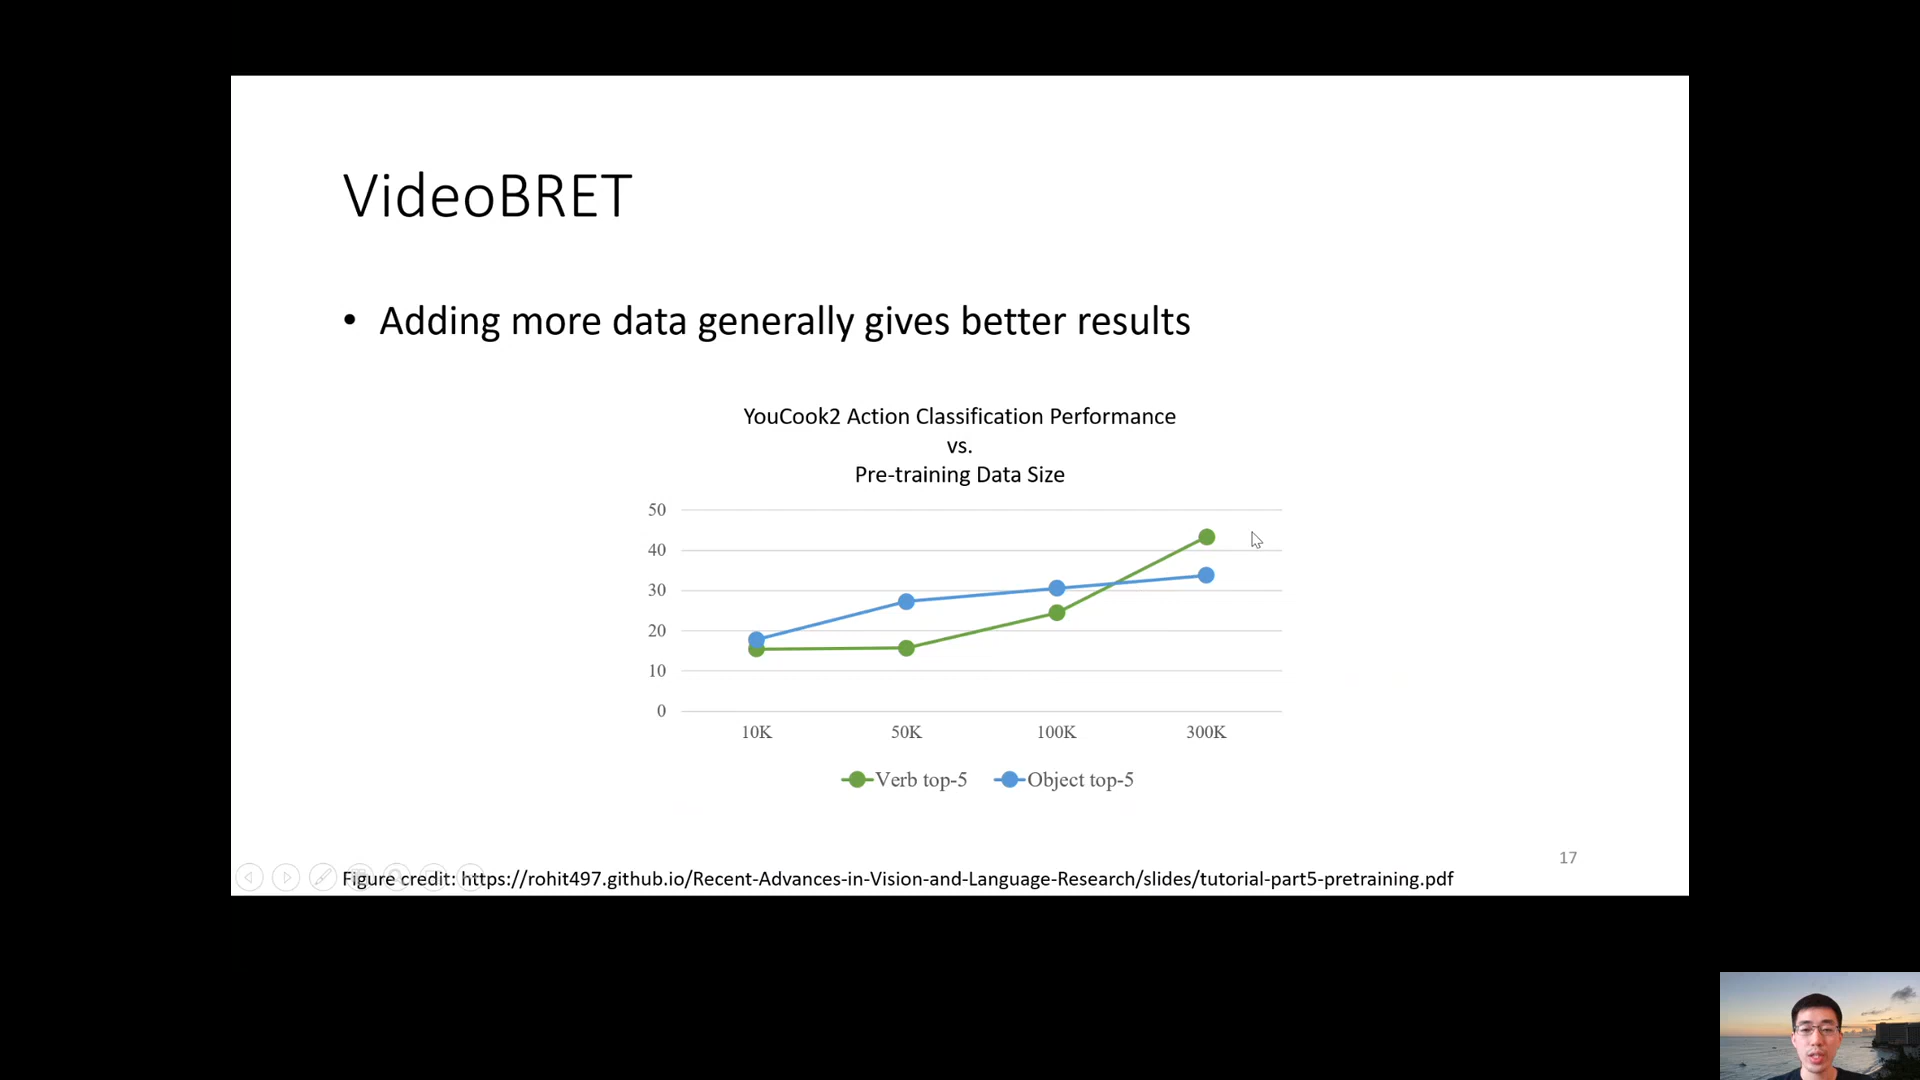 VideoBRET
• Adding more data generally gives better results
YouCook2 Action Classification Performance
vs.
Pre-training Data Size
50
40
30
20
10
0
10K 50K 100K 300K
Verb top-5 Object top-5
17
Figure credit: https://rohit497.github.io/Recent-Advances-in-Vision-and-Language-Research/slides/tutorial-part5-pretraining.pdf